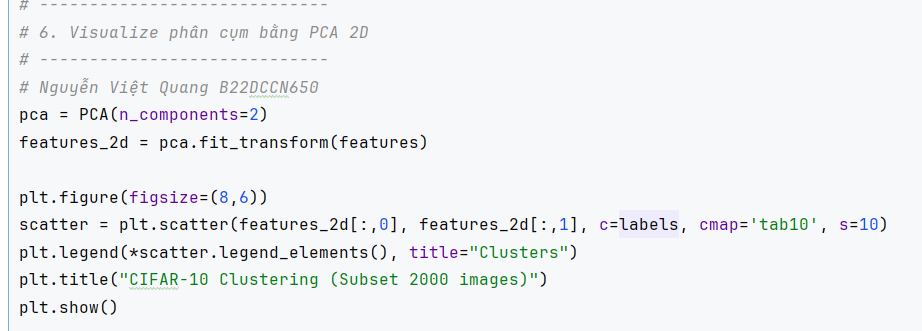 # -----------------------------
# 6. Visualize phân cụm bằng PCA 2D
# -----------------------------
# Nguyễn Việt Quang B22DCCN650
pca = PCA(n_components=2)
features_2d = pca.fit_transform(features)
plt.figure(figsize=(8,6))
scatter = plt.scatter(features_2d[:,0], features_2d[:,1], c=labels, cmap='tab10', s=10)
plt.legend(*scatter.legend_elements(), title="Clusters")
plt.title("CIFAR-10 Clustering (Subset 2000 images)")
plt.show()